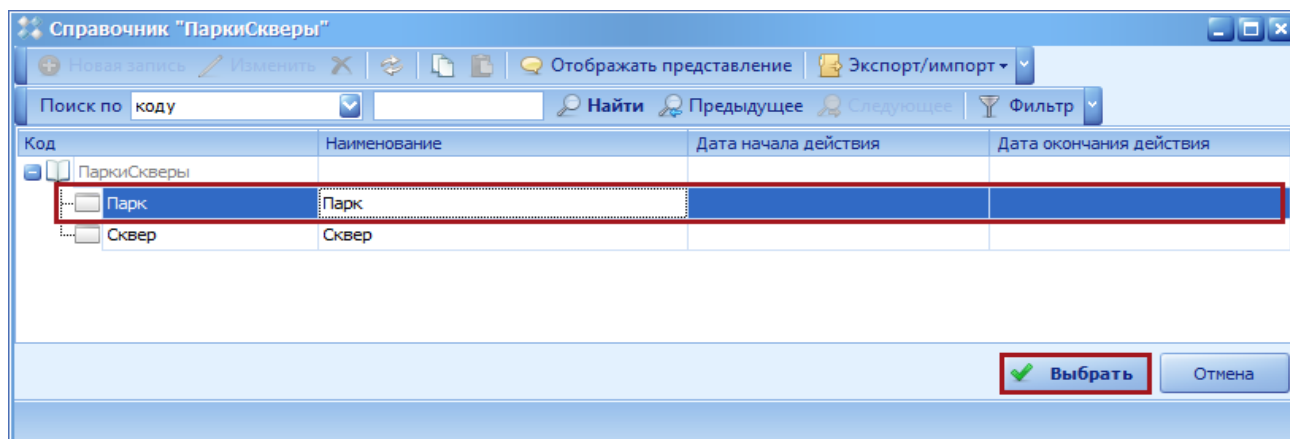 Справочник "ПаркиСкверы"
Новая запись Изменить Отображать представление Экспорт/импорт
Поиск по коду Найти Предыдущее Следующее Фильтр
Код Наименование Дата начала действия Дата окончания действия
ПаркиСкверы
Парк Парк
Сквер Сквер
Выбрать Отмена